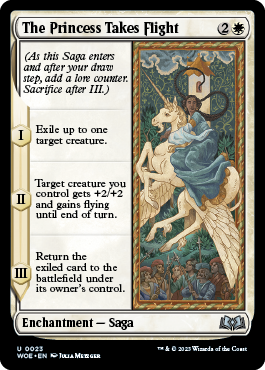 The Princess Takes Flight 2
(As this Saga enters
and after your draw
step, add a lore counter.
Sacrifice after III.)
I
Exile up to one
target creature.
II
Target creature you
control gets +2/+2
and gains flying
until end of turn.
III
Return the
exiled card to the
battlefield under
its owner's control.
Enchantment — Saga
U 0023
WOE • EN Julia Metzger
™ & © 2023 Wizards of the Coast